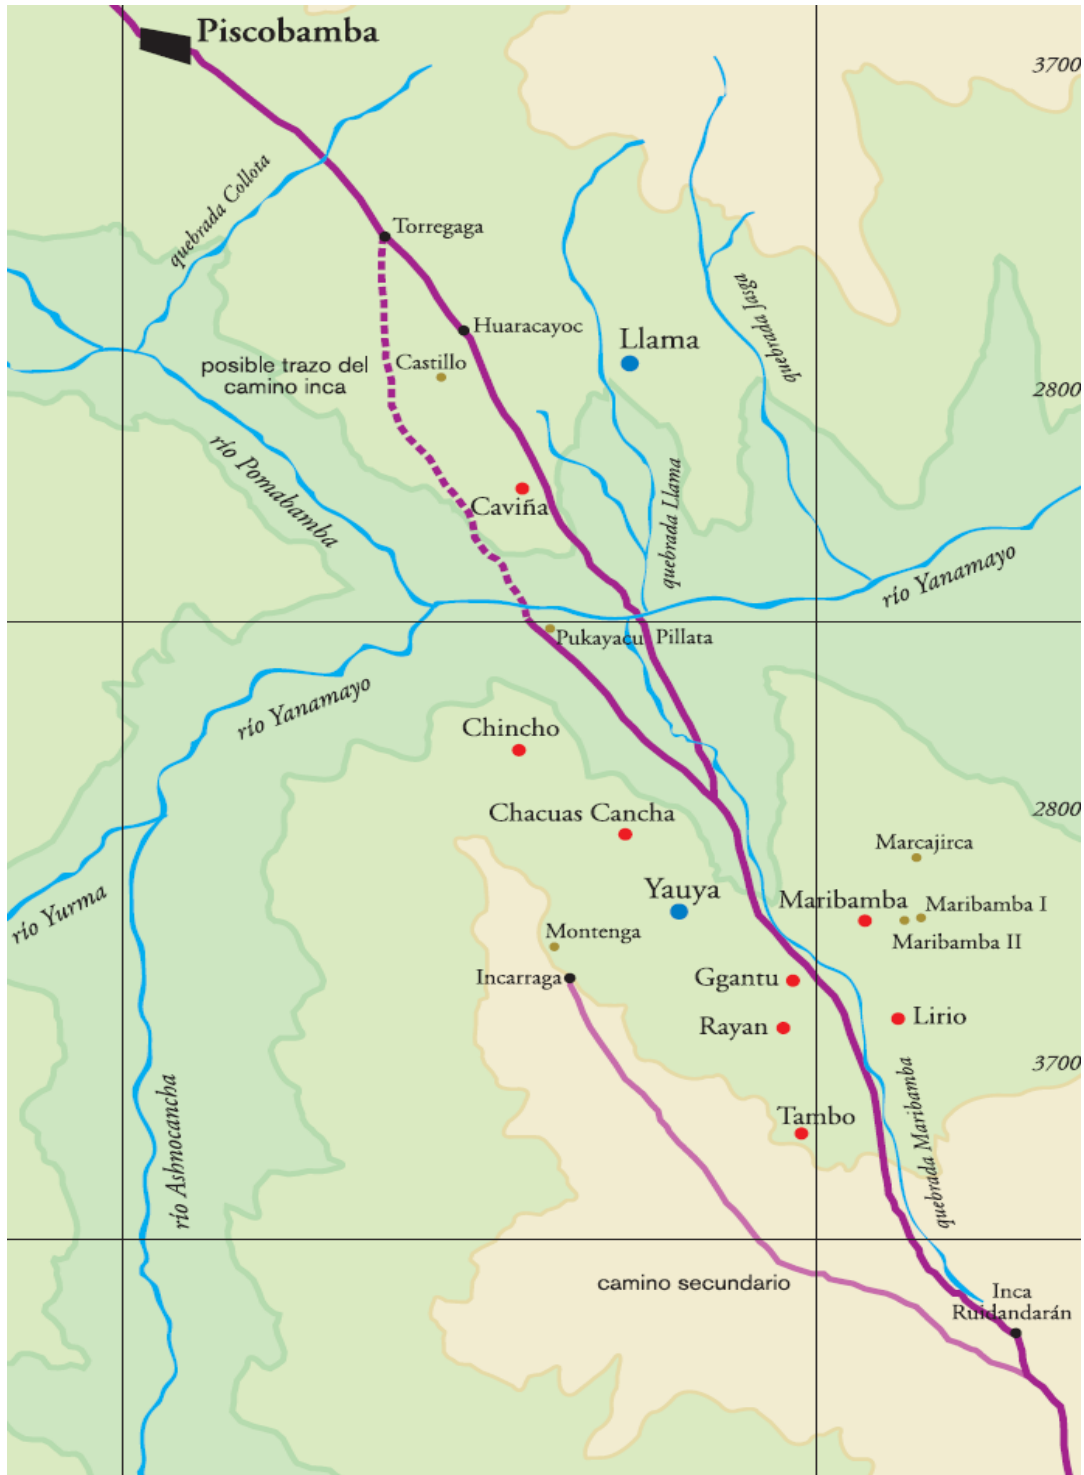 Piscobamba
3700
quebrada Collota
Torregaga
quebrada Jasga
Huaracayoc
Llama
Castillo
posible trazo del
camino inca
2800
río Pomabamba
quebrada Llama
Caviña
río Yanamayo
Pukayacu
Pillata
río Yanamayo
Chincho
Chacuas Cancha
2800
Marcajirca
Yauya
Maribamba
Maribamba I
río Yurma
Montenga
Maribamba II
Incarraga
Ggantu
Rayan
Lirio
3700
río Ashnocancha
Tambo
quebrada Maribamba
camino secundario
Inca
Ruidandarán